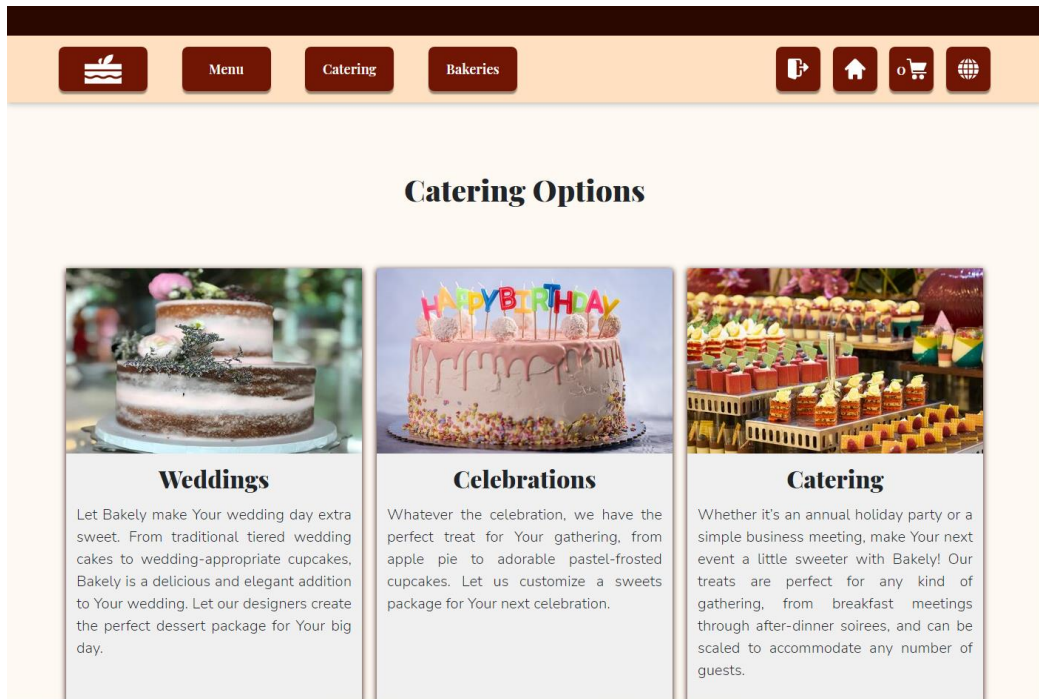 Menu
Catering
Bakeries
0
Catering Options
HAPPY BIRTHDAY
Weddings
Let Bakely make Your wedding day extra
sweet. From traditional tiered wedding
cakes to wedding-appropriate cupcakes,
Bakely is a delicious and elegant addition
to Your wedding. Let our designers create
the perfect dessert package for Your big
day.
Celebrations
Whatever the celebration, we have the
perfect treat for Your gathering, from
apple pie to adorable pastel-frosted
cupcakes. Let us customize a sweets
package for Your next celebration.
Catering
Whether it's an annual holiday party or a
simple business meeting, make Your next
event a little sweeter with Bakely! Our
treats are perfect for any kind of
gathering, from breakfast meetings
through after-dinner soirees, and can be
scaled to accommodate any number of
guests.